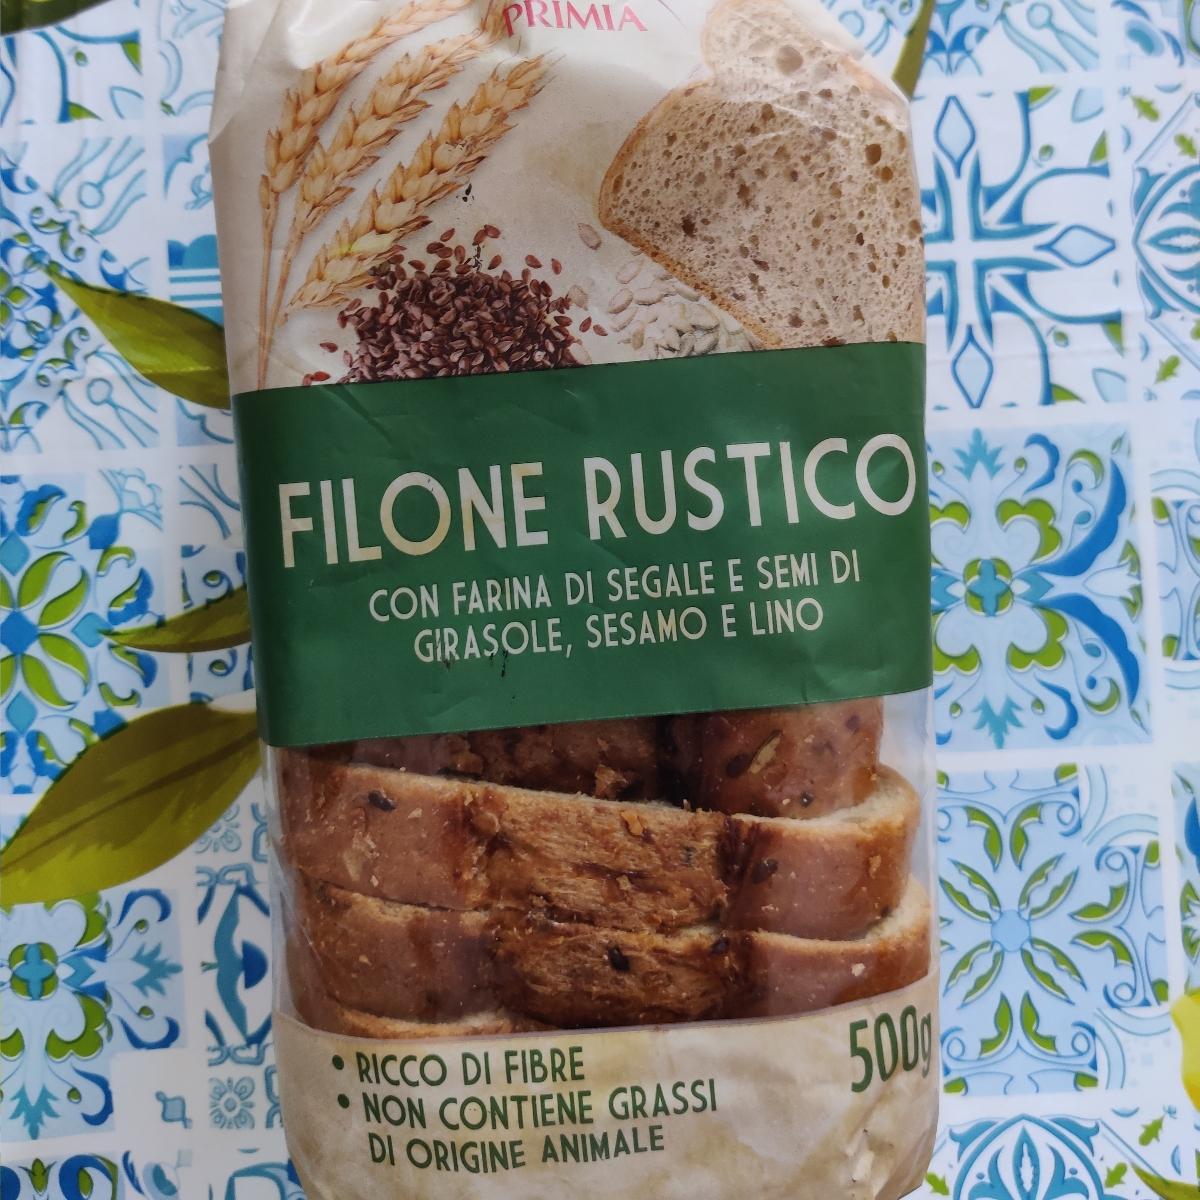 PRIMIA
FILONE RUSTICO
CON FARINA DI SEGALE E SEMI DI
GIRASOLE, SESAMO E LINO
• RICCO DI FIBRE
• NON CONTIENE GRASSI
DI ORIGINE ANIMALE
500g